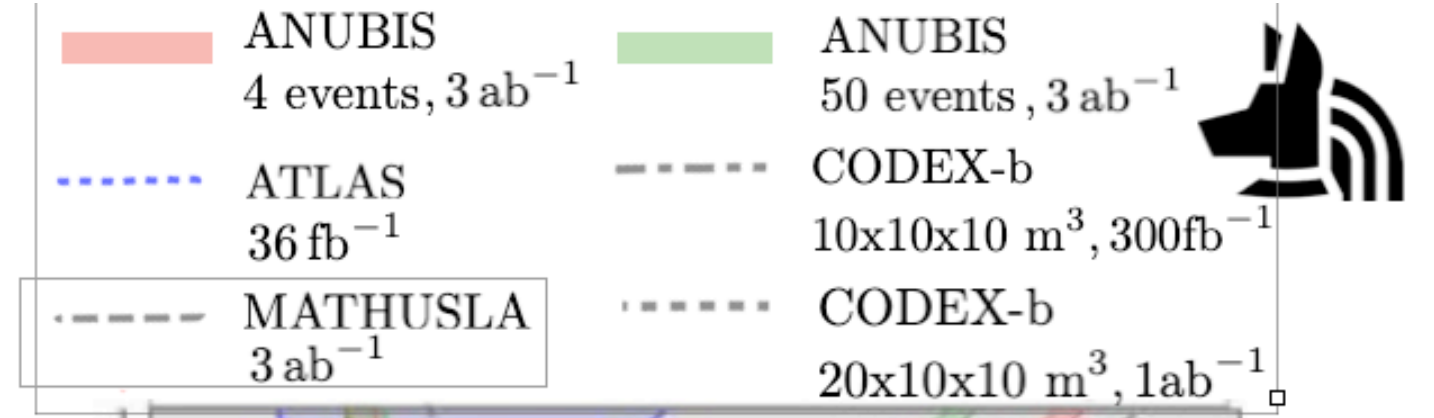 ANUBIS
4 events, 3 ab⁻¹
ANUBIS
50 events , 3 ab⁻¹
ATLAS
36 fb⁻¹
CODEX-b
10x10x10 m³, 300fb⁻¹
MATHUSLA
3 ab⁻¹
CODEX-b
20x10x10 m³, 1ab⁻¹